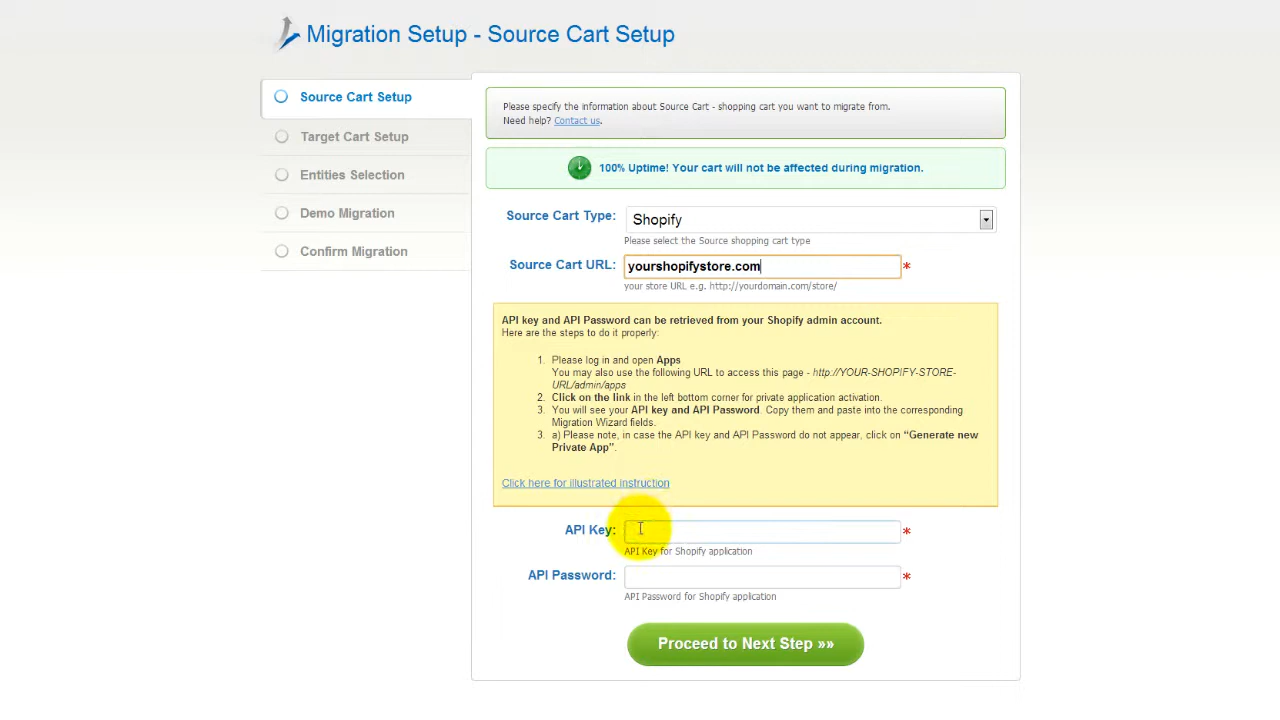 Migration Setup - Source Cart Setup
Source Cart Setup
Target Cart Setup
Entities Selection
Demo Migration
Confirm Migration
Please specify the information about Source Cart - shopping cart you want to migrate from.
Need help? Contact us.
100% Uptime! Your cart will not be affected during migration.
Source Cart Type: Shopify
Please select the Source shopping cart type
Source Cart URL: yourshopifystore.com *
your store URL e.g. http://yourdomain.com/store/
API key and API Password can be retrieved from your Shopify admin account.
Here are the steps to do it properly:
1. Please log in and open Apps
You may also use the following URL to access this page - http://YOUR-SHOPIFY-STORE-
URL/admin/apps
2. Click on the link in the left bottom corner for private application activation.
3. You will see your API key and API Password. Copy them and paste into the corresponding
Migration Wizard fields.
3. a) Please note, in case the API key and API Password do not appear, click on “Generate new
Private App”.
Click here for illustrated instruction
API Key: *
API Key for Shopify application
API Password: *
API Password for Shopify application
Proceed to Next Step »»